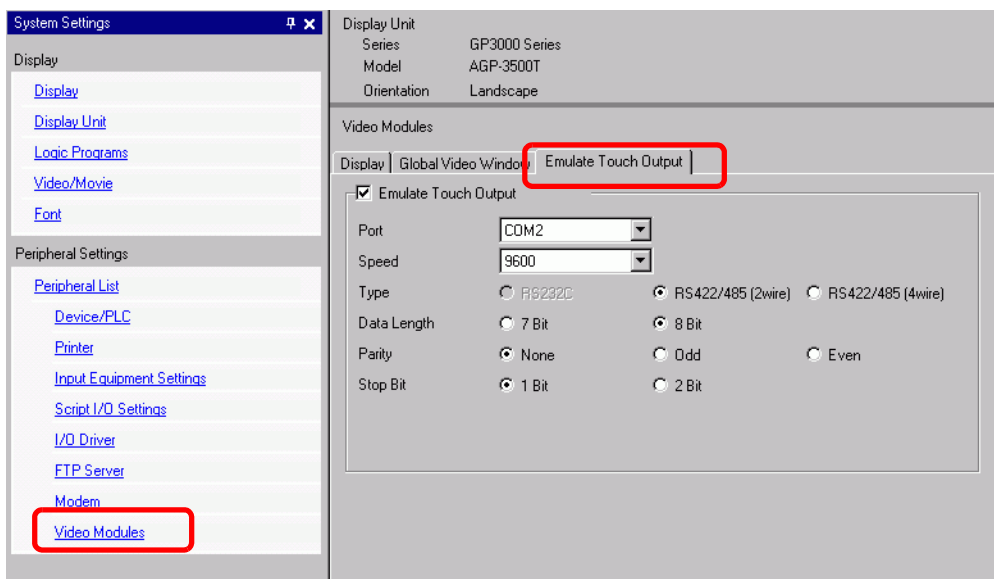 System Settings
Display
Display
Display Unit
Logic Programs
Video/Movie
Font
Peripheral Settings
Peripheral List
Device/PLC
Printer
Input Equipment Settings
Script I/O Settings
I/O Driver
FTP Server
Modem
Video Modules
Display Unit
Series GP3000 Series
Model AGP-3500T
Orientation Landscape
Video Modules
Display Global Video Window Emulate Touch Output
Emulate Touch Output
Port COM2
Speed 9600
Type RS232C RS422/485 (2wire) RS422/485 (4wire)
Data Length 7 Bit 8 Bit
Parity None Odd Even
Stop Bit 1 Bit 2 Bit